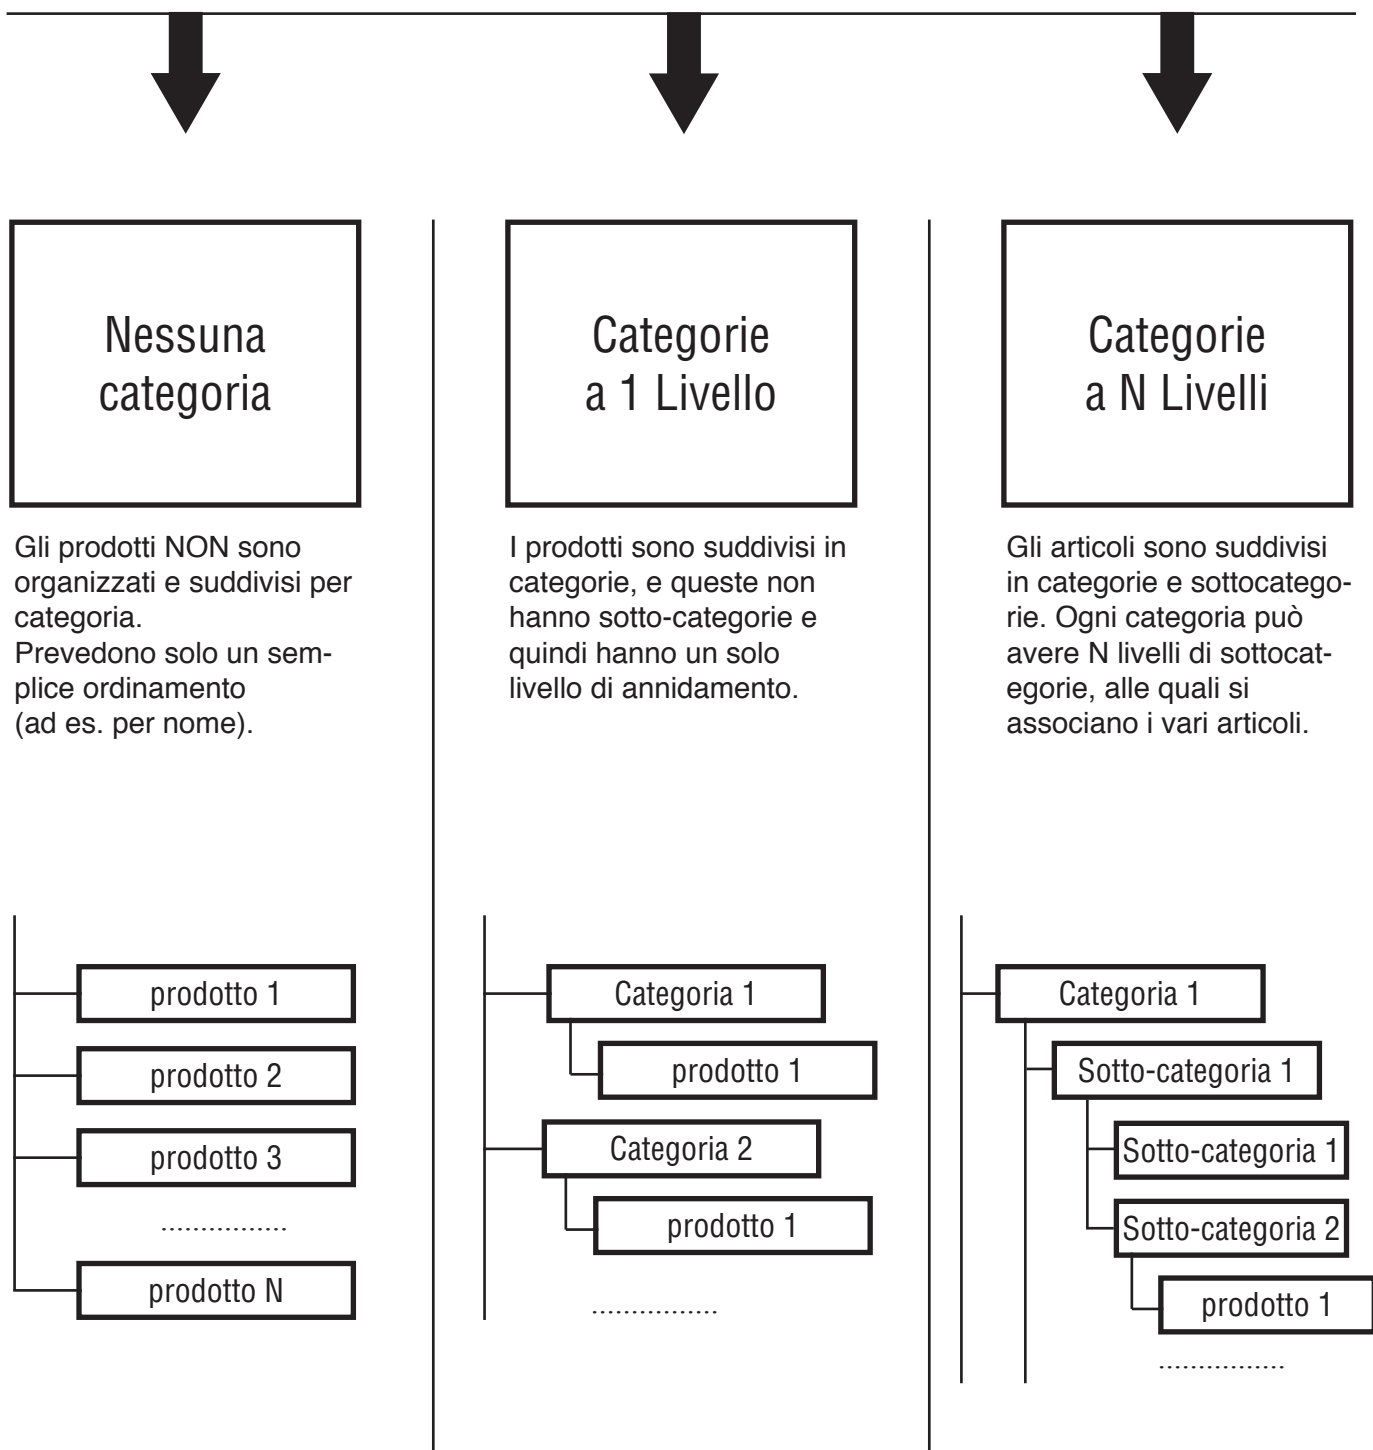 Nessuna
categoria
Gli prodotti NON sono
organizzati e suddivisi per
categoria.
Prevedono solo un sem-
plice ordinamento
(ad es. per nome).
prodotto 1
prodotto 2
prodotto 3
................
prodotto N
Categorie
a 1 Livello
I prodotti sono suddivisi in
categorie, e queste non
hanno sotto-categorie e
quindi hanno un solo
livello di annidamento.
Categoria 1
prodotto 1
Categoria 2
prodotto 1
................
Categorie
a N Livelli
Gli articoli sono suddivisi
in categorie e sottocatego-
rie. Ogni categoria può
avere N livelli di sottocat-
egorie, alle quali si
associano i vari articoli.
Categoria 1
Sotto-categoria 1
Sotto-categoria 1
Sotto-categoria 2
prodotto 1
................